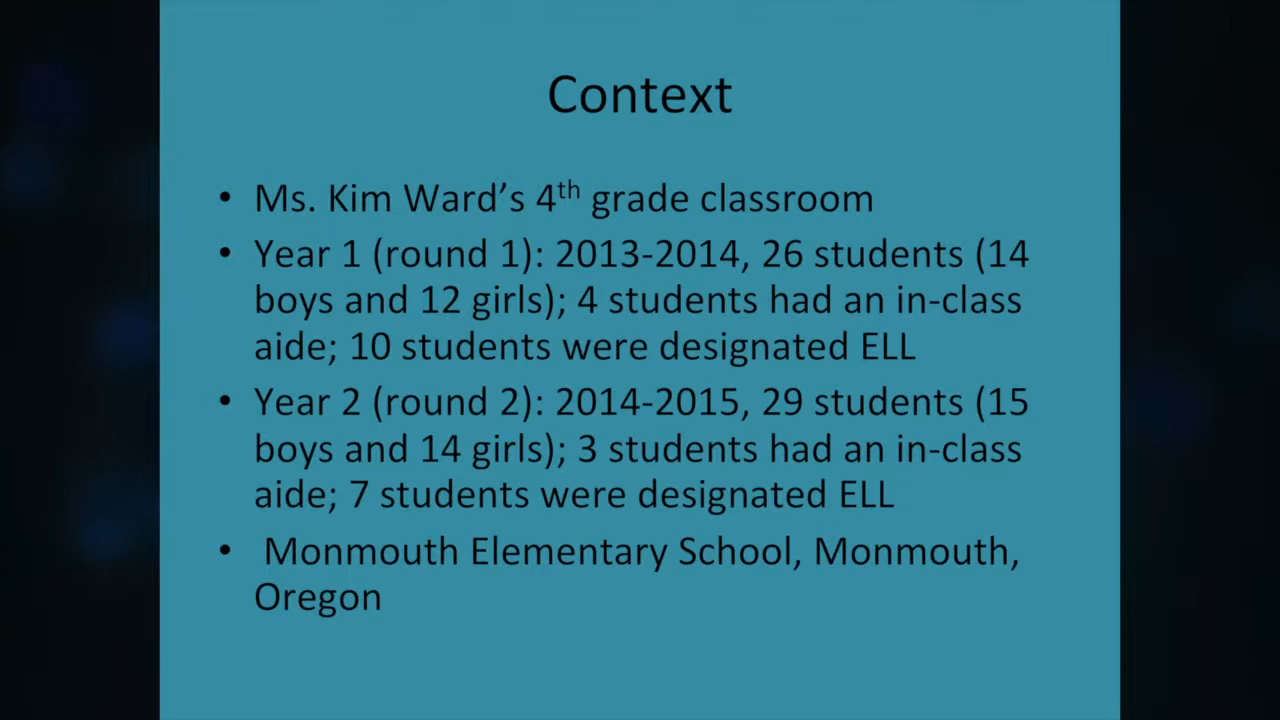 Context
• Ms. Kim Ward’s 4th grade classroom
• Year 1 (round 1): 2013-2014, 26 students (14
boys and 12 girls); 4 students had an in-class
aide; 10 students were designated ELL
• Year 2 (round 2): 2014-2015, 29 students (15
boys and 14 girls); 3 students had an in-class
aide; 7 students were designated ELL
• Monmouth Elementary School, Monmouth,
Oregon